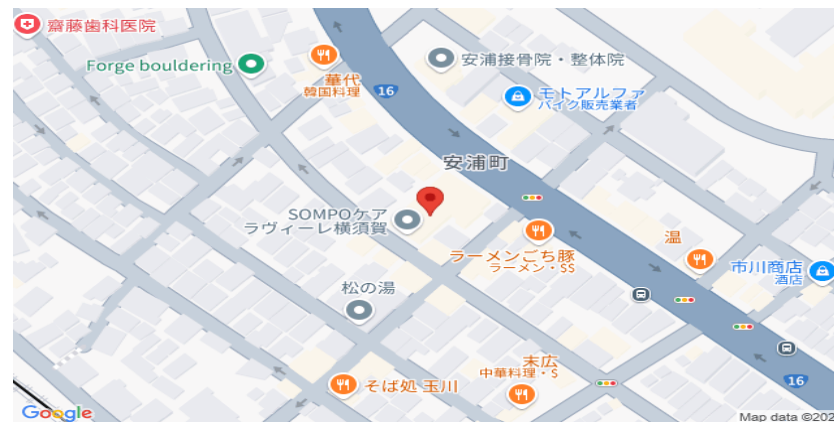 齋藤歯科医院
Forge bouldering
華代
韓国料理
16
安浦接骨院・整体院
モトアルファ
バイク販売業者
安浦町
SOMPOケア
ラヴィーレ横須賀
ラーメンごち豚
ラーメン・$$
温
市川商店
酒店
松の湯
末広
中華料理・$
そば処 玉川
16
Google
Map data ©202